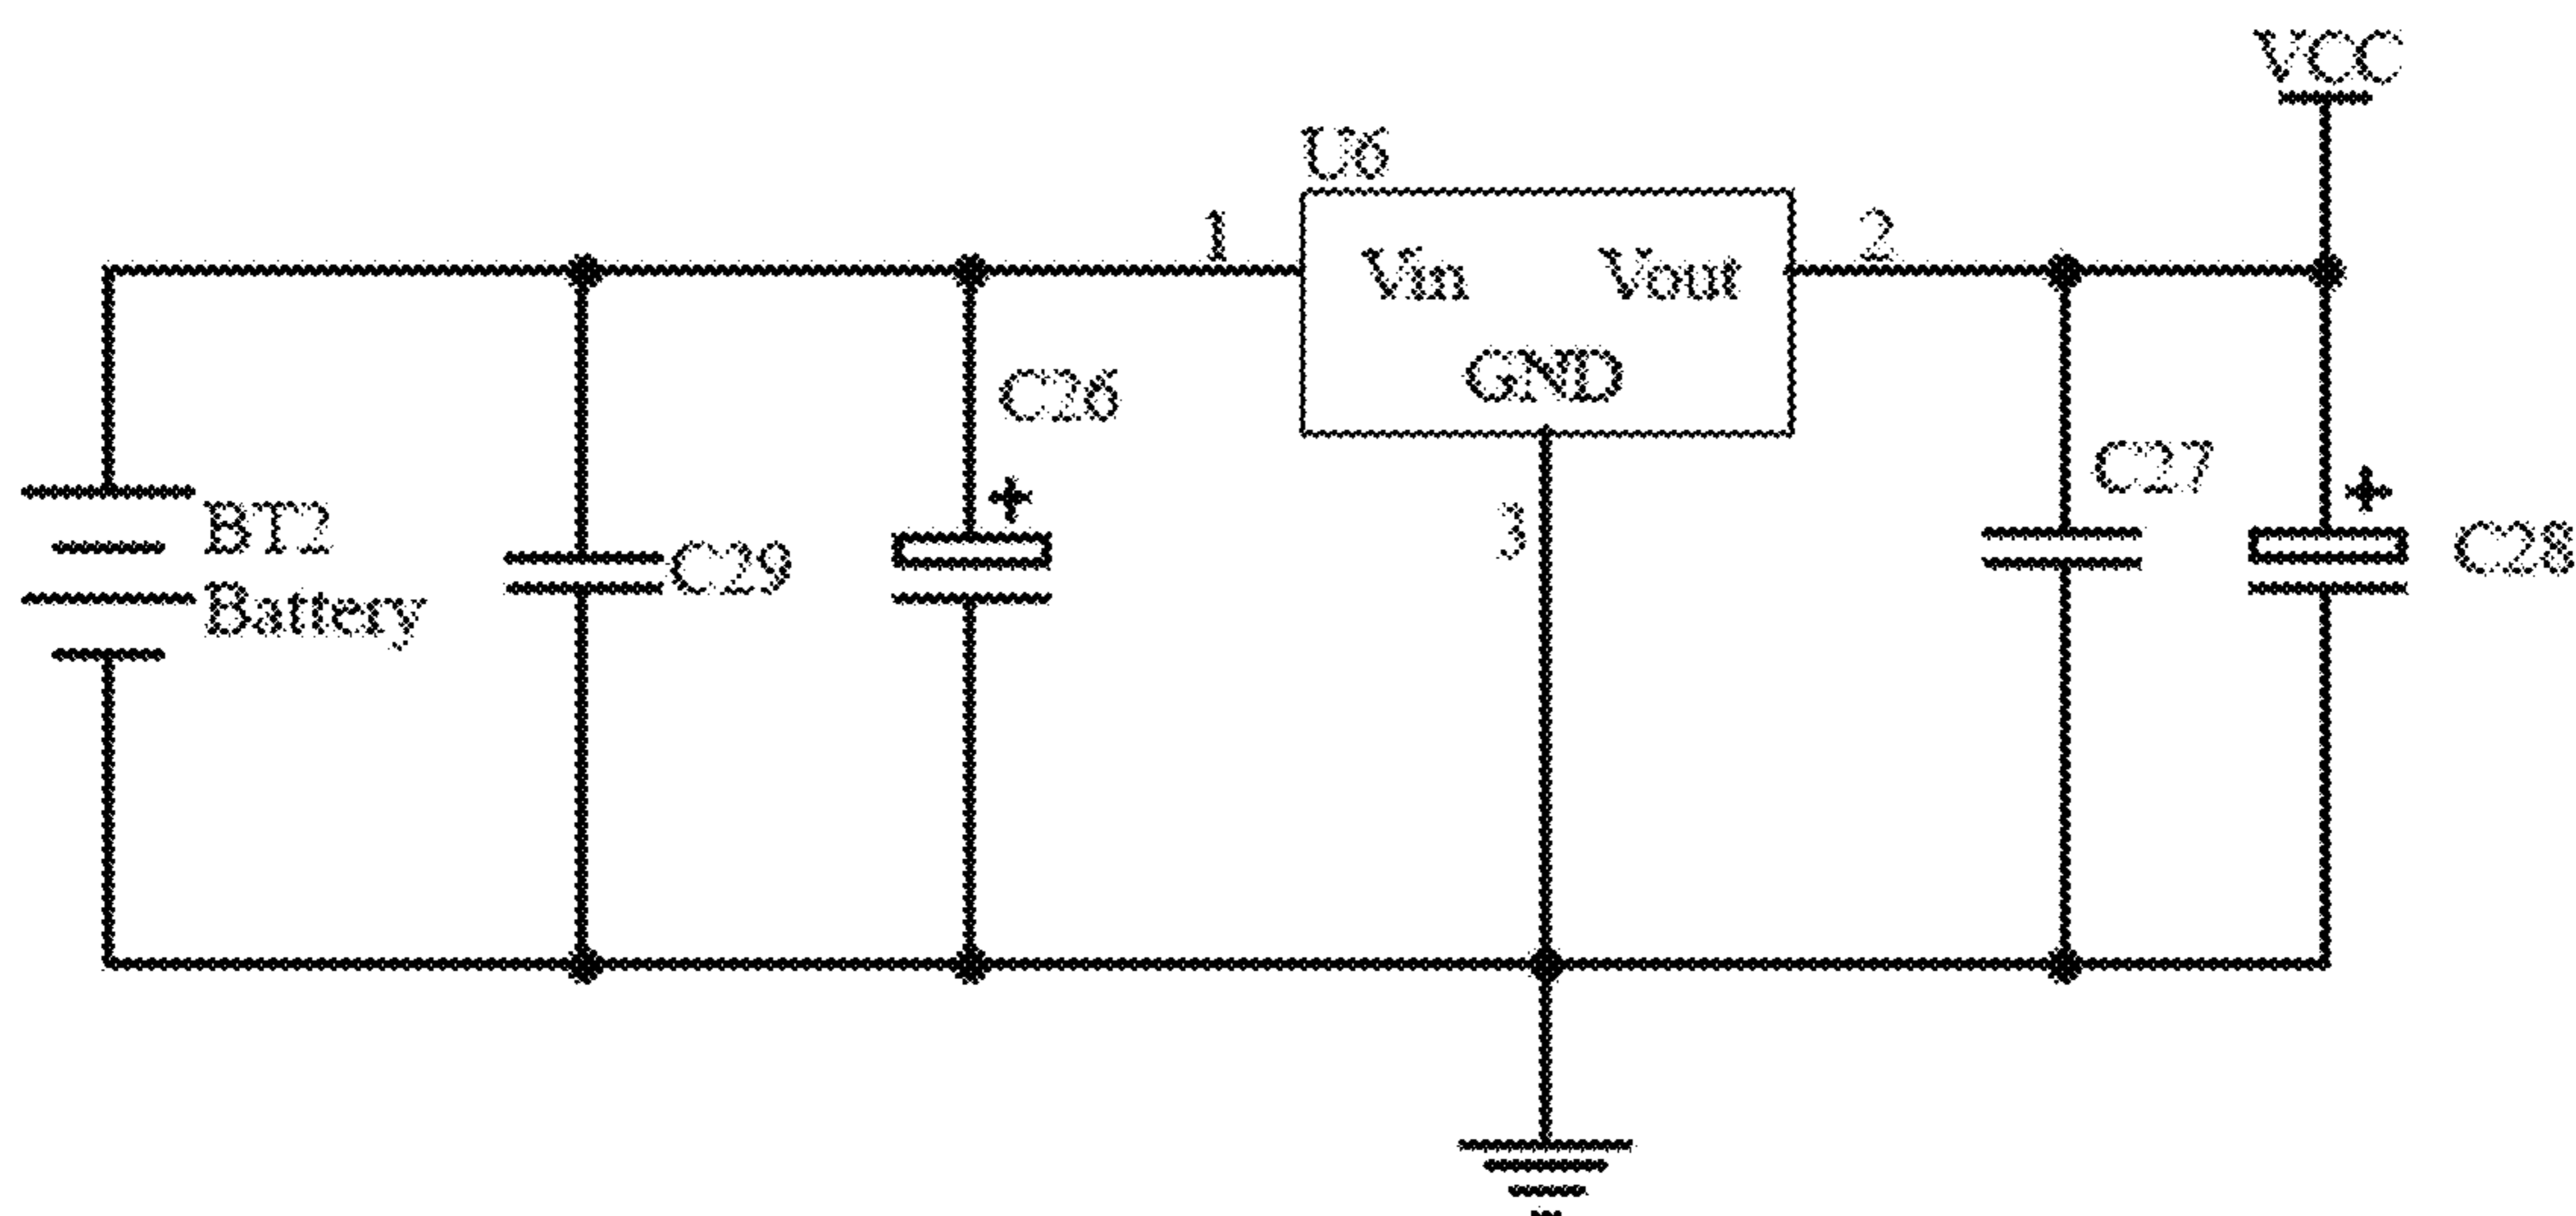 VCC
U6
1
2
Vin Vout
GND
C26
+
C27
+
3
BT2
Battery
C29
C28